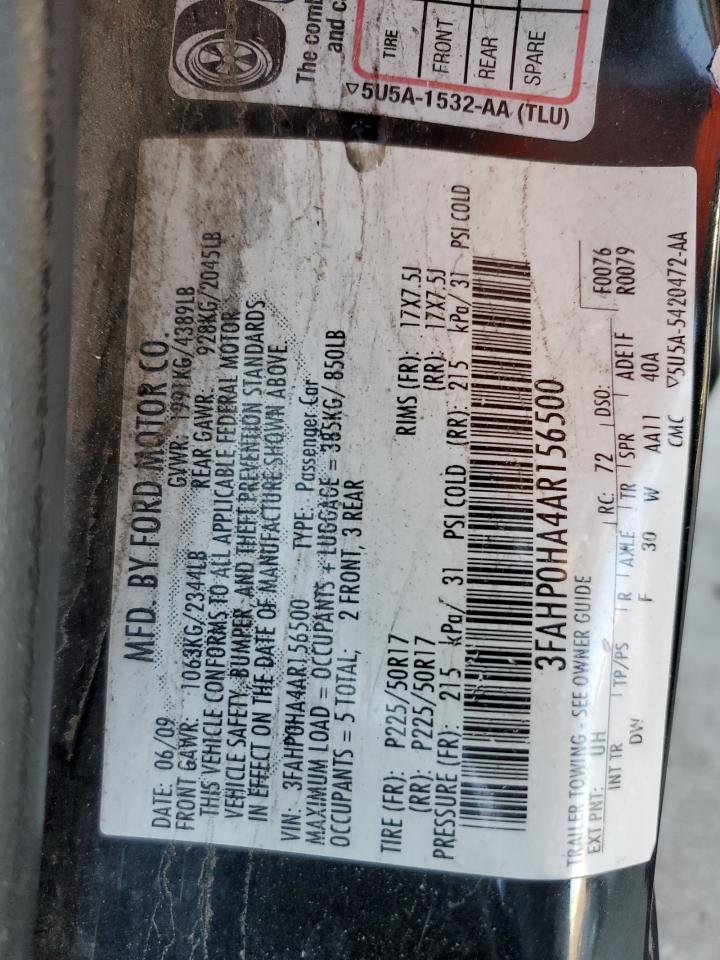 The comb
and c
TIRE
FRONT
REAR
SPARE
▽5U5A-1532-AA (TLU)
MFD. BY FORD MOTOR CO.
DATE: 06/09 GVWR: 1991KG/4389LB
FRONT GAWR: 1063KG/2344LB REAR GAWR: 928KG/2045LB
THIS VEHICLE CONFORMS TO ALL APPLICABLE FEDERAL MOTOR
VEHICLE SAFETY, BUMPER, AND THEFT PREVENTION STANDARDS
IN EFFECT ON THE DATE OF MANUFACTURE SHOWN ABOVE.
VIN: 3FAHP0HA4AR156500 TYPE: Passenger Car
MAXIMUM LOAD = OCCUPANTS + LUGGAGE = 385KG/ 850LB
OCCUPANTS = 5 TOTAL; 2 FRONT, 3 REAR
TIRE (FR): P225/50R17 RIMS (FR): 17X7.5J
(RR): P225/50R17 (RR): 17X7.5J
PRESSURE (FR): 215 kPa/ 31 PSI COLD (RR): 215 kPa/ 31 PSI COLD
3FAHP0HA4AR156500
TRAILER TOWING - SEE OWNER GUIDE
EXT PNT: UH RC: 72 DSO: F0076
R0079
INT TR TP/PS R AXLE TR SPR ADE1F
DW F 30 W AA11 40A
CMC ▽5U5A-5420472-AA